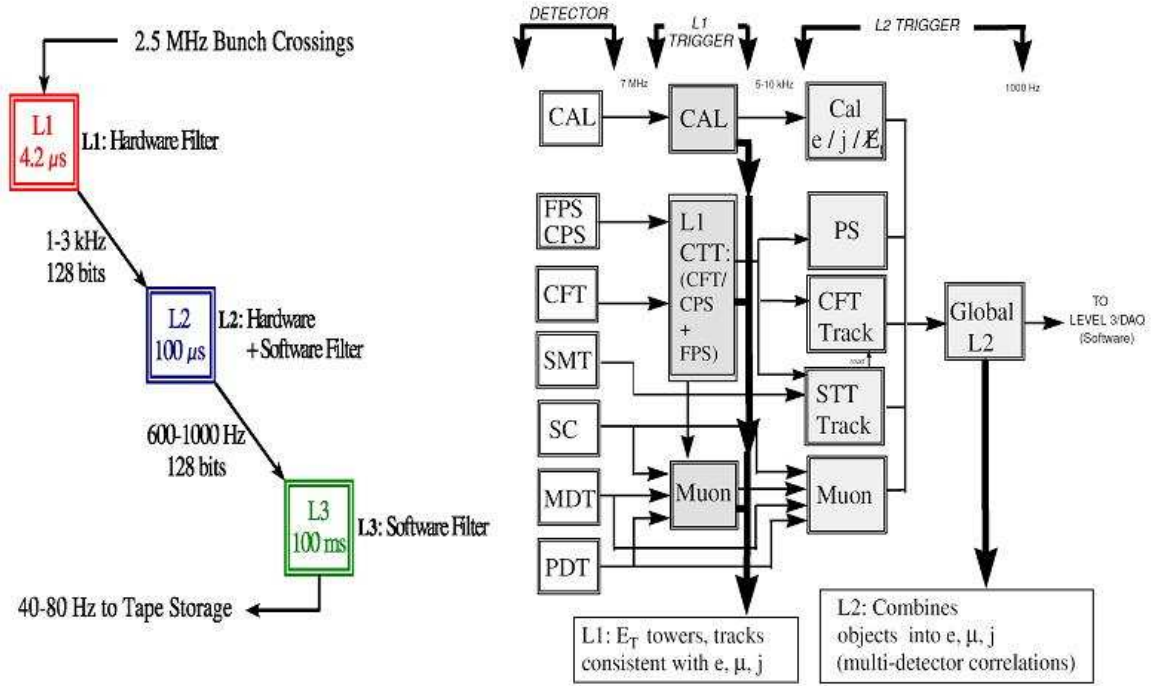 2.5 MHz Bunch Crossings
L1
4.2 µs
L1: Hardware Filter
1-3 kHz
128 bits
L2
100 µs
L2: Hardware
+ Software Filter
600-1000 Hz
128 bits
L3
100 ms
L3: Software Filter
40-80 Hz to Tape Storage
DETECTOR
L1
TRIGGER
L2 TRIGGER
7 MHz
5-10 kHz
1000 Hz
CAL
CAL
Cal
e / j / E̸t
FPS
CPS
L1
CTT:
(CFT/
CPS
+
FPS)
PS
CFT
CFT
Track
Global
L2
TO
LEVEL 3/DAQ
(Software)
SMT
STT
Track
SC
MDT
Muon
Muon
PDT
L1: ET towers, tracks
consistent with e, µ, j
L2: Combines
objects into e, µ, j
(multi-detector correlations)